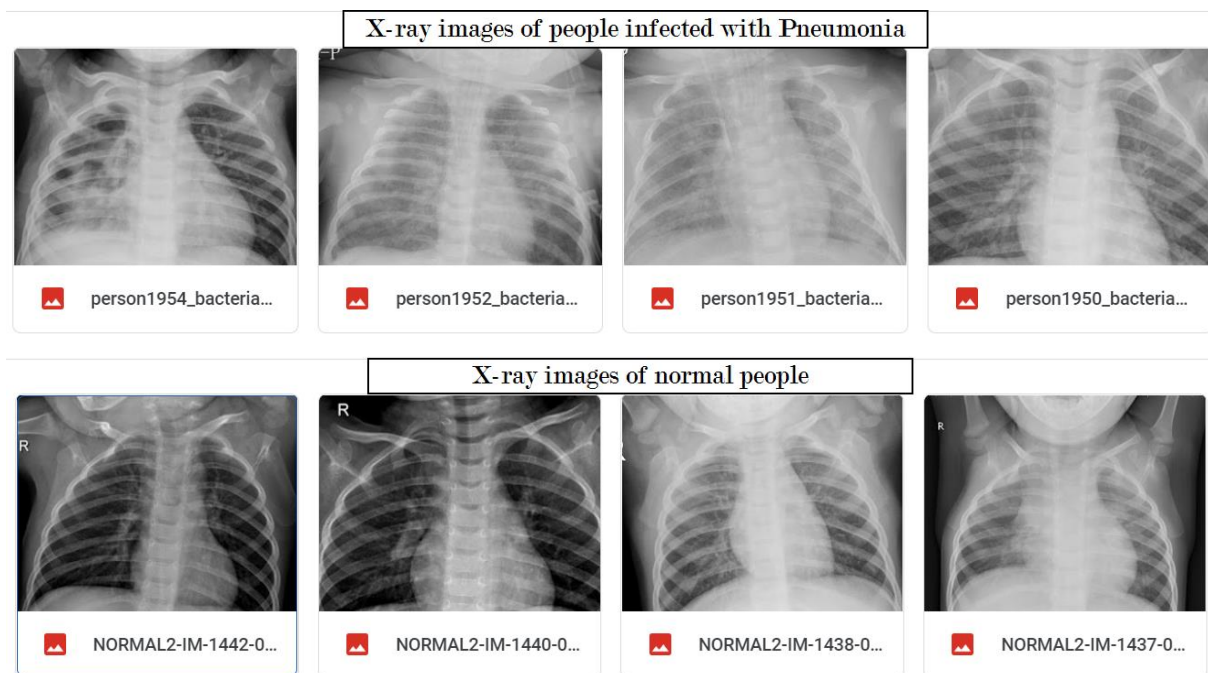 X-ray images of people infected with Pneumonia
person1954_bacteria...
person1952_bacteria...
person1951_bacteria...
person1950_bacteria...
X-ray images of normal people
R
R
R
R
NORMAL2-IM-1442-0...
NORMAL2-IM-1440-0...
NORMAL2-IM-1438-0...
NORMAL2-IM-1437-0...